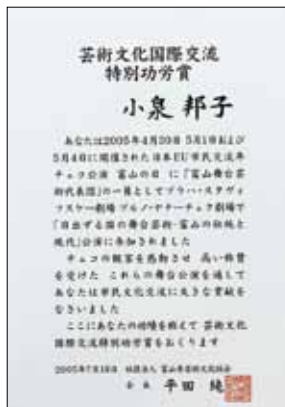 芸術文化国際交流
特別功労賞
小泉 邦子
あなたは2005年4月30日 5月1日および
5月4日に開催された日本EU市民交流年
チェコ公演 富山の日 に『富山舞台芸
術代表団』の一員としてプラハ・スタヴォ
フスケー劇場 ブルノ・マヘーネ劇場で
『日出ずる国の舞台芸術・富山の伝統と
現代』公演に参加されました
チェコの観客を感動させ 高い称賛
を受けた これらの舞台公演を通して
あなたは市民文化交流に大きな貢献を
なさいました
ここにあなたの功績を称えて 芸術文化
国際交流特別功労賞をおくります
2005年7月18日 社団法人 富山県芸術文化協会
会長 平田 純